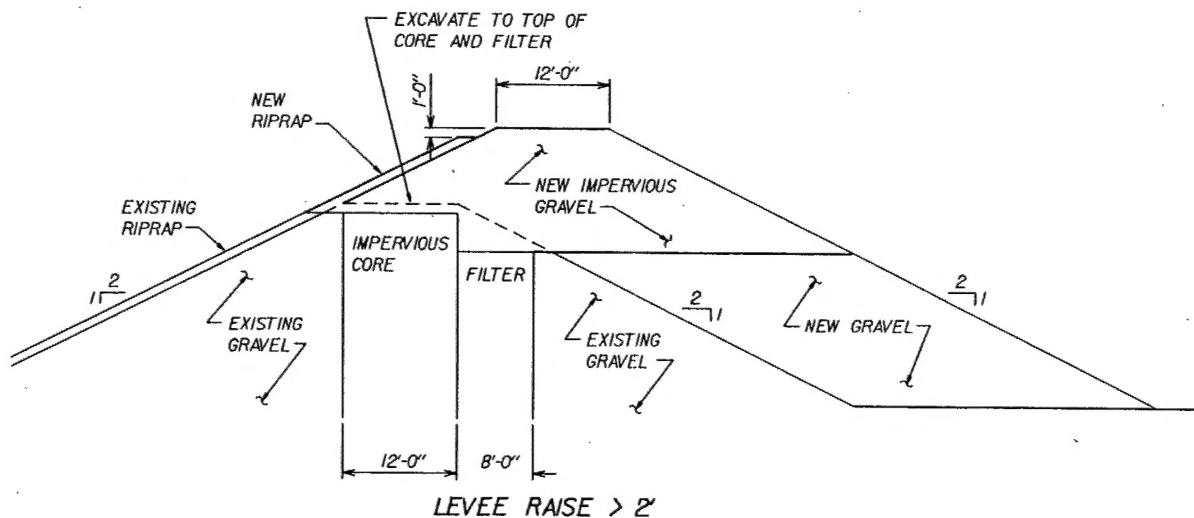 EXCAVATE TO TOP OF
CORE AND FILTER
12'-0"
1'-0"
NEW
RIPRAP
NEW IMPERVIOUS
GRAVEL
EXISTING
RIPRAP
IMPERVIOUS
CORE
FILTER
2
1
EXISTING
GRAVEL
EXISTING
GRAVEL
2
1
NEW GRAVEL
2
1
12'-0"
8'-0"
LEVEE RAISE > 2'